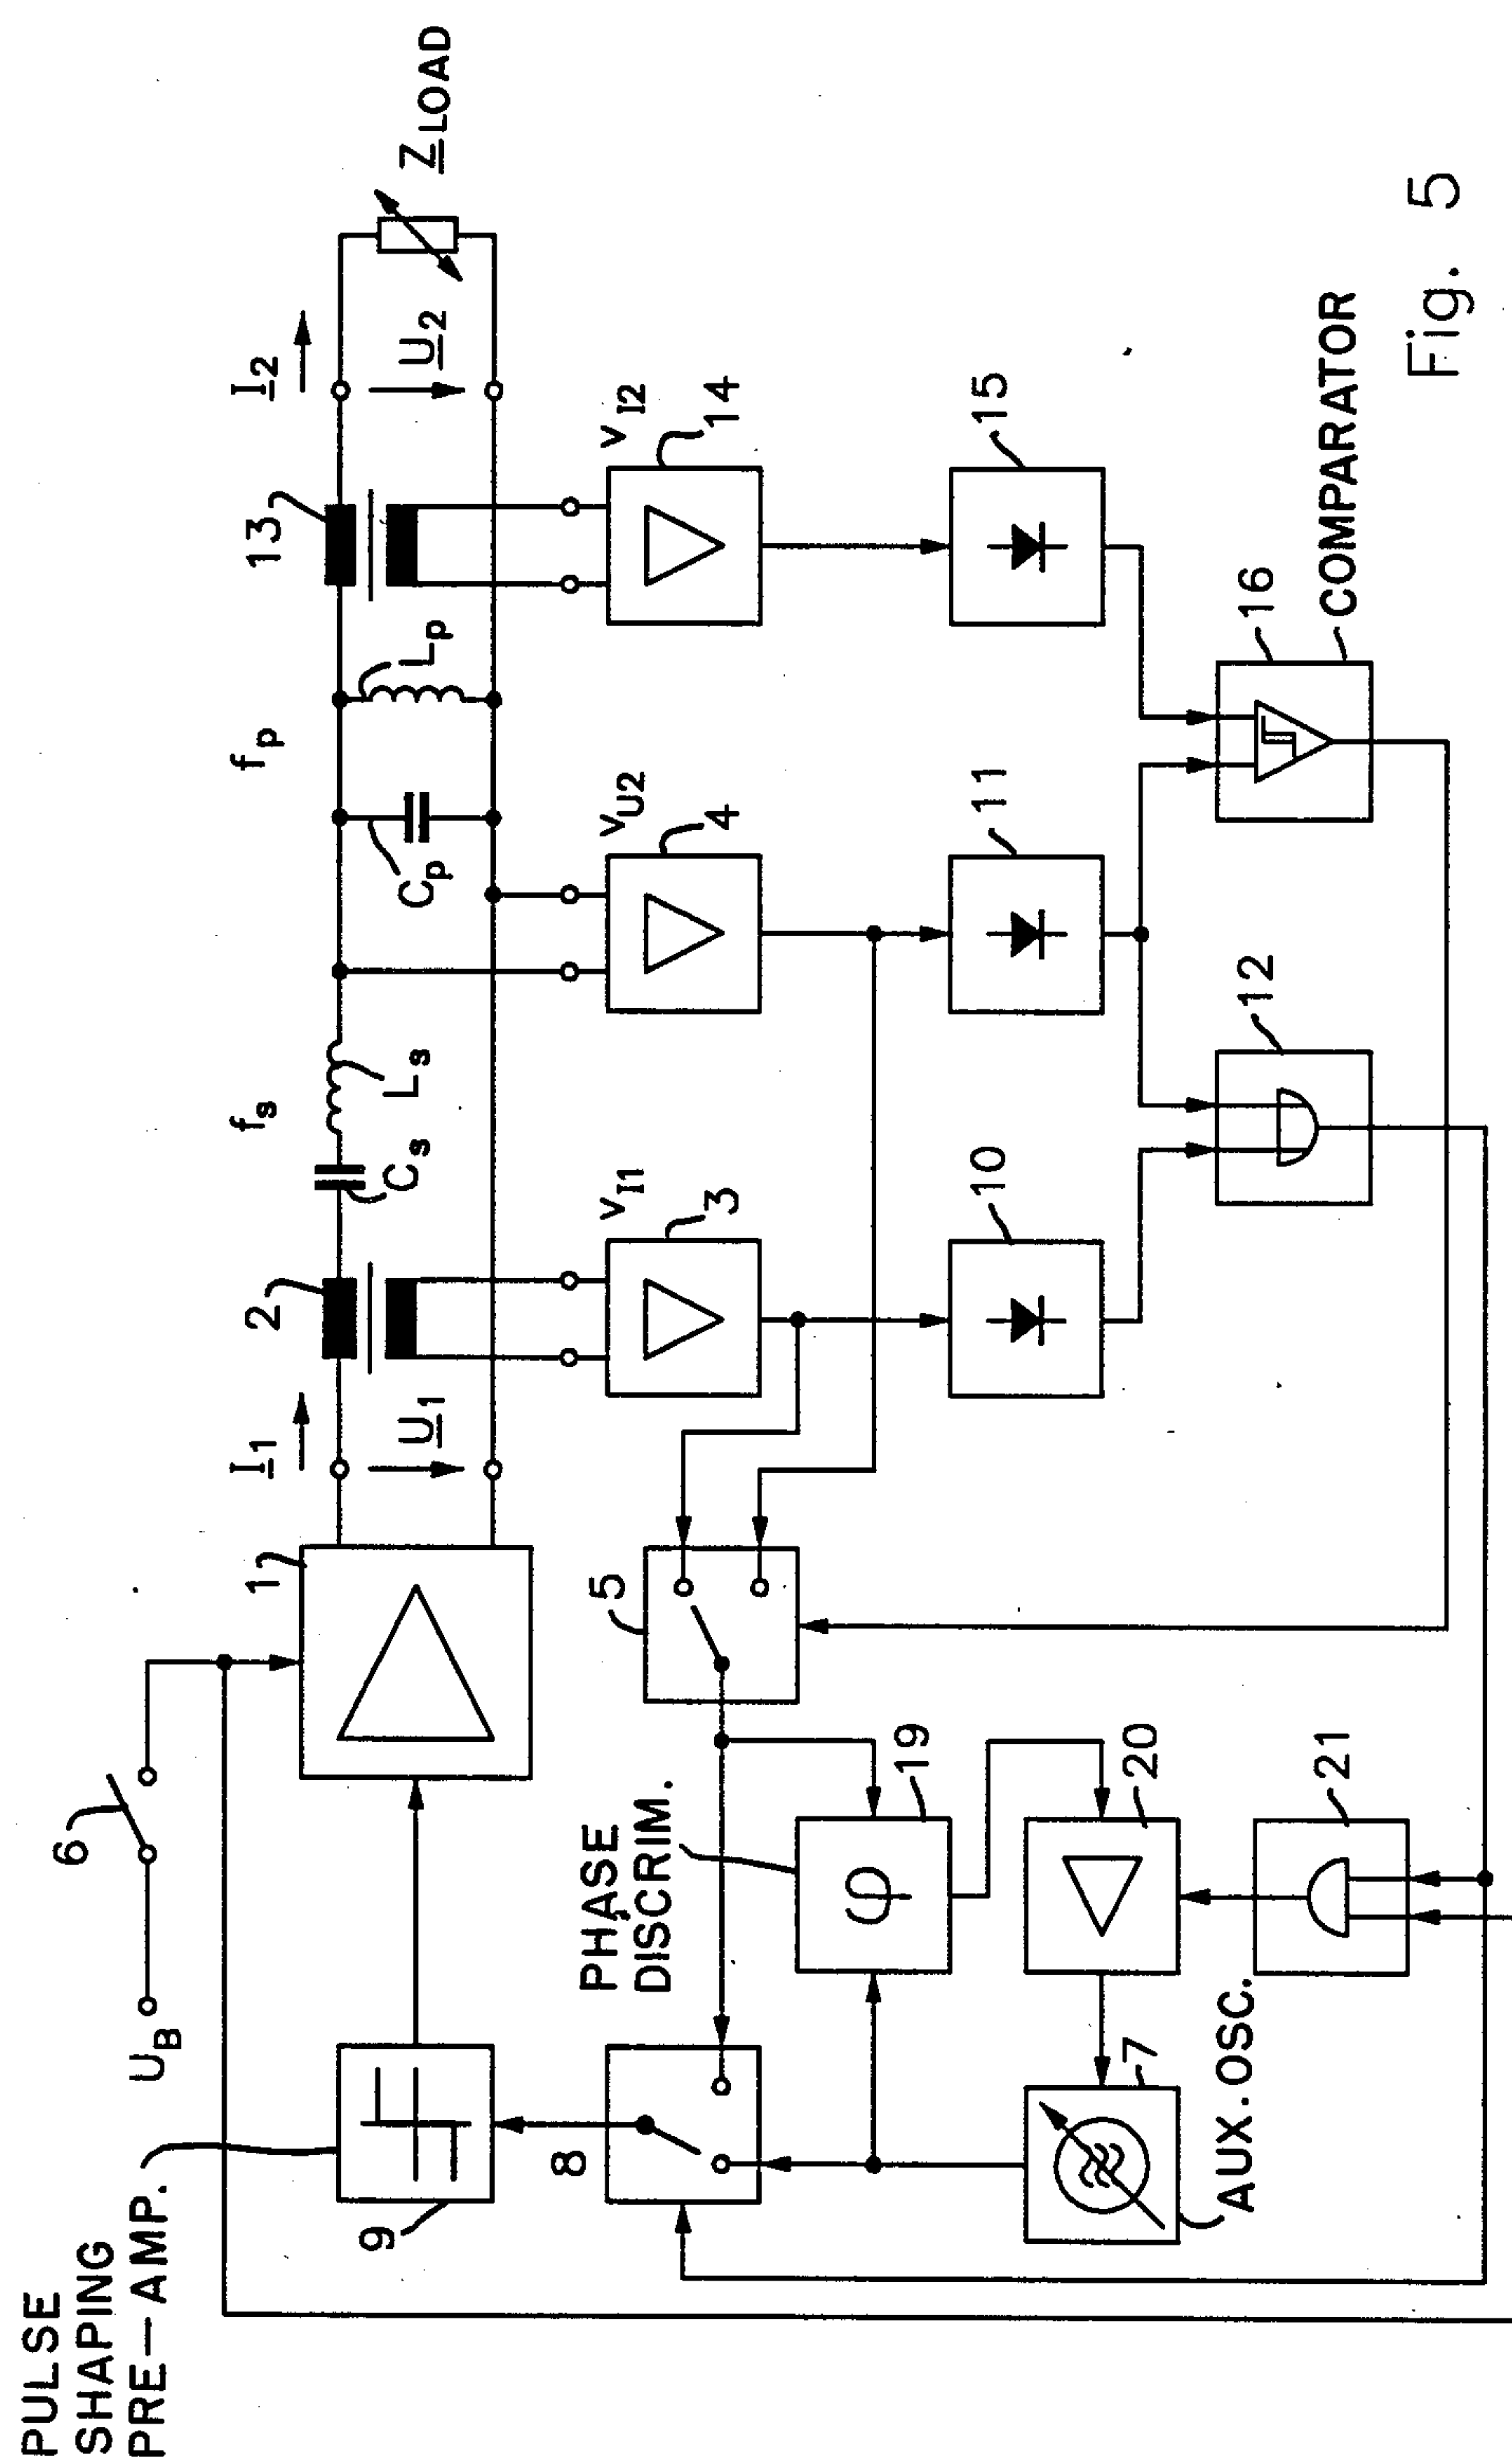 PULSE
SHAPING
PRE—AMP.
9
U_B
6
1
I_1
U_1
2
f_s
C_s
L_s
f_p
C_p
L_p
13
I_2
U_2
Z_LOAD
8
PHASE
DISCRIM.
5
v_I1
3
v_U2
4
v_I2
14
19
10
11
15
7
AUX.OSC.
20
21
12
16
COMPARATOR
φ
Fig. 5